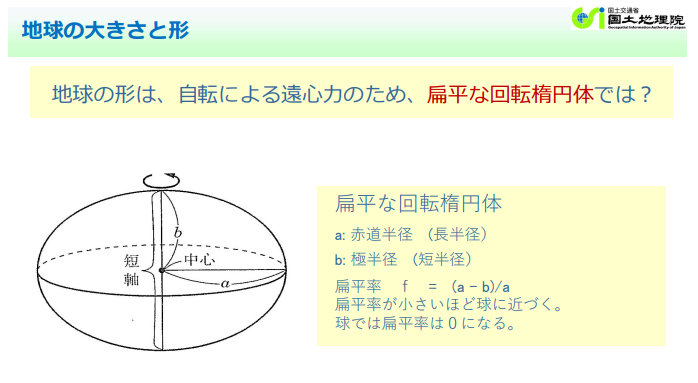 地球の大きさと形
国土交通省
国土地理院
Geospatial Information Authority of Japan
地球の形は、自転による遠心力のため、扁平な回転楕円体では？
b
短軸
中心
a
扁平な回転楕円体
a: 赤道半径 (長半径)
b: 極半径 (短半径)
扁平率 f = (a－b)/a
扁平率が小さいほど球に近づく。
球では扁平率は０になる。